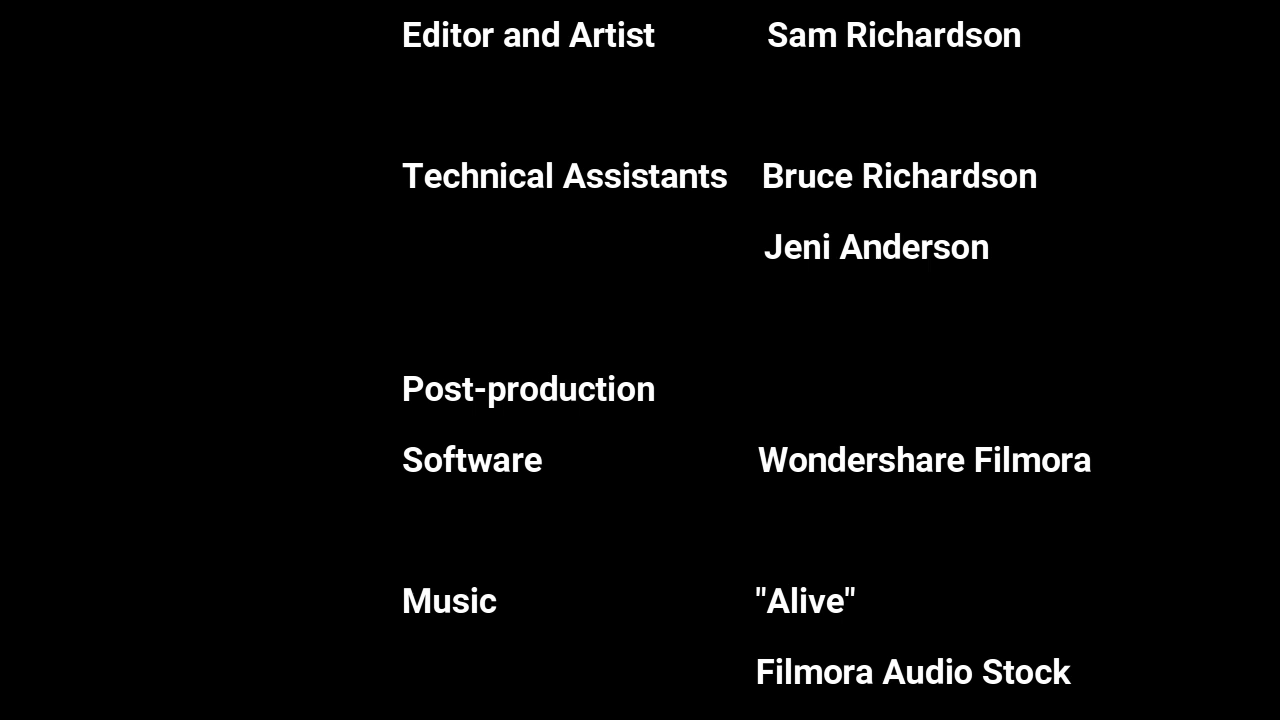 Editor and Artist Sam Richardson
Technical Assistants Bruce Richardson
Jeni Anderson
Post-production
Software Wondershare Filmora
Music "Alive"
Filmora Audio Stock